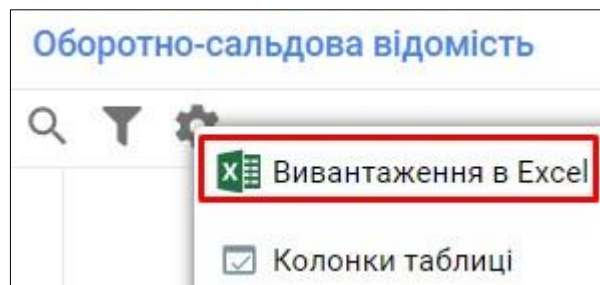 Оборотно-сальдова відомість
Вивантаження в Excel
Колонки таблиці